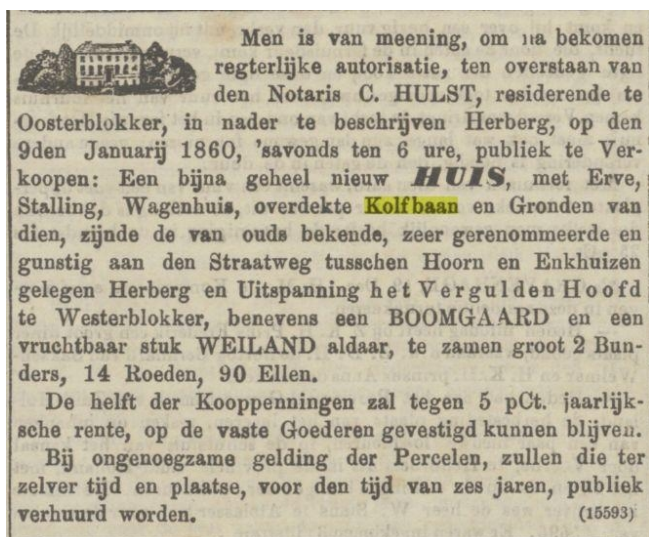 Men is van meening, om na bekomen
regterlijke autorisatie, ten overstaan van
den Notaris C. HULST, residerende te
Oosterblokker, in nader te beschrijven Herberg, op den
9den Januarij 1860, 'savonds ten 6 ure, publiek te Ver-
koopen: Een bijna geheel nieuw HUIS, met Erve,
Stalling, Wagenhuis, overdekte Kolfbaan en Gronden van
dien, zijnde de van ouds bekende, zeer gerenommeerde en
gunstig aan den Straatweg tusschen Hoorn en Enkhuizen
gelegen Herberg en Uitspanning het Vergulden Hoofd
te Westerblokker, benevens een BOOMGAARD en een
vruchtbaar stuk WEILAND aldaar, te zamen groot 2 Bun-
ders, 14 Roeden, 90 Ellen.
De helft der Kooppenningen zal tegen 5 pCt. jaarlijk-
sche rente, op de vaste Goederen gevestigd kunnen blijven.
Bij ongenoegzame gelding der Percelen, zullen die ter
zelver tijd en plaatse, voor den tijd van zes jaren, publiek
verhuurd worden. (15593)